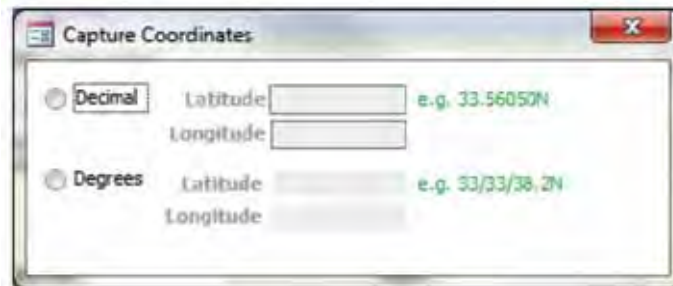 Capture Coordinates
Decimal Latitude e.g. 33.56050N
Longitude
Degrees Latitude e.g. 33/33/38.2N
Longitude